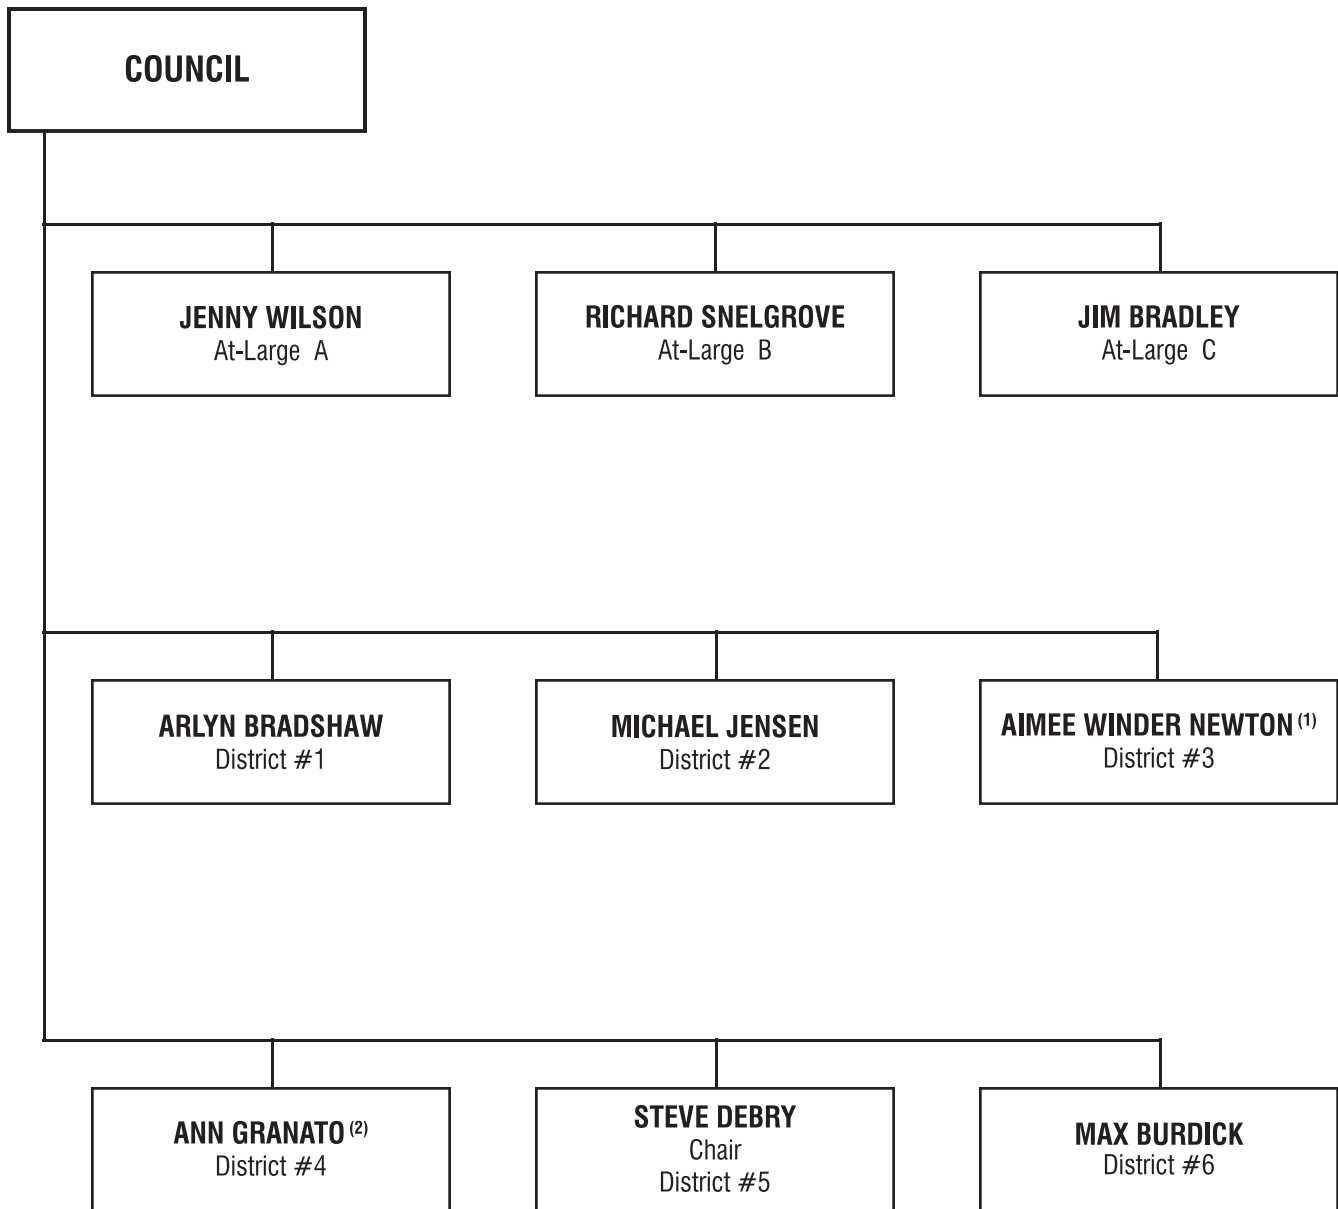 COUNCIL
JENNY WILSON
At-Large A
RICHARD SNELGROVE
At-Large B
JIM BRADLEY
At-Large C
ARLYN BRADSHAW
District #1
MICHAEL JENSEN
District #2
AIMEE WINDER NEWTON (1)
District #3
ANN GRANATO (2)
District #4
STEVE DEBRY
Chair
District #5
MAX BURDICK
District #6